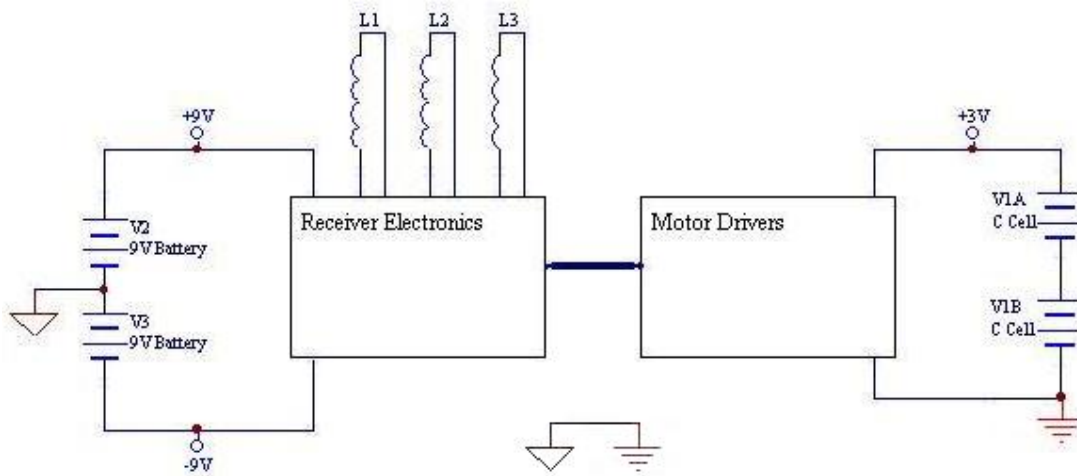 L1
L2
L3
+9V
+3V
Receiver Electronics
Motor Drivers
V2
9V Battery
V3
9V Battery
V1A
C Cell
V1B
C Cell
-9V